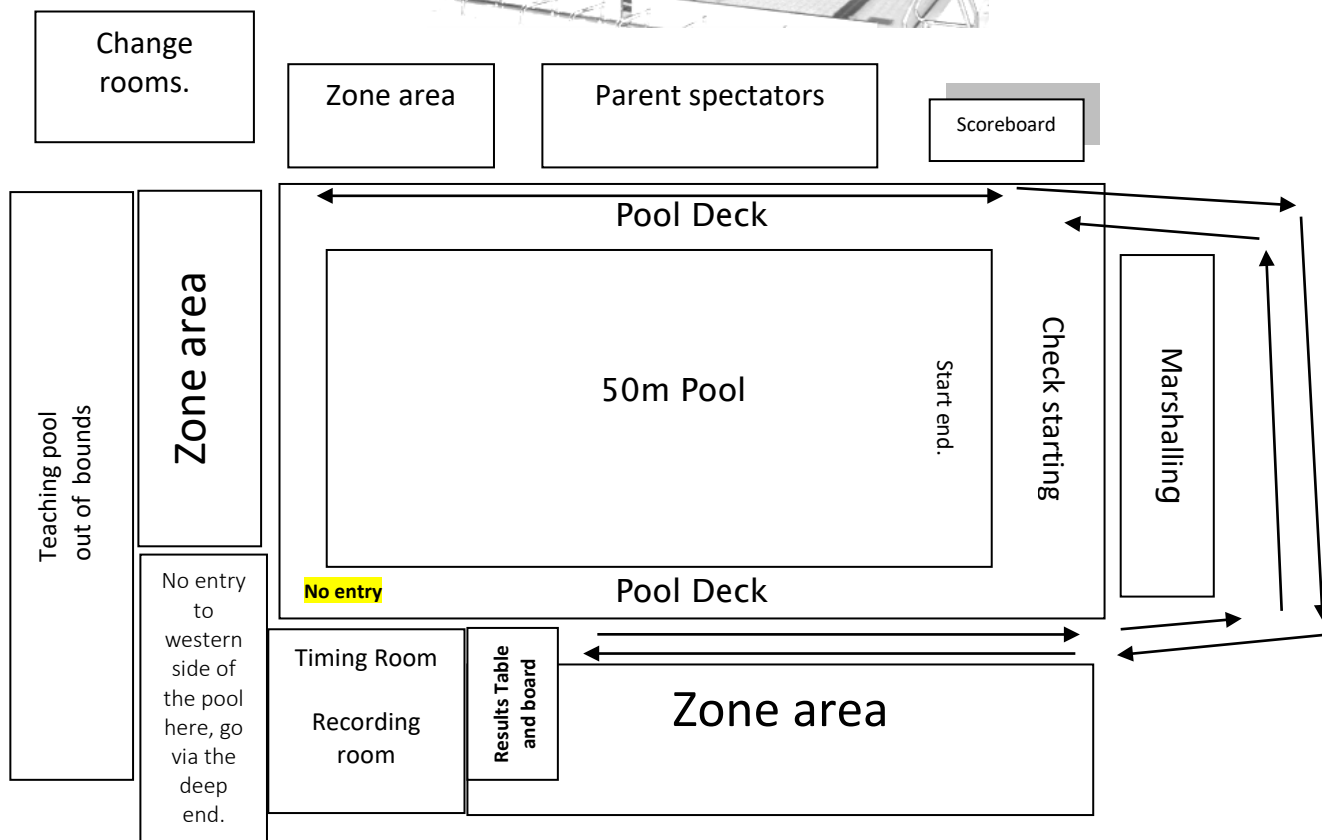 Change
rooms.
Zone area
Parent spectators
Scoreboard
Pool Deck
Teaching pool
out of bounds
Zone area
50m Pool
Start end.
Check starting
Marshalling
No entry
Pool Deck
No entry
to
western
side of
the pool
here, go
via the
deep
end.
Timing Room
Recording
room
Results Table
and board
Zone area